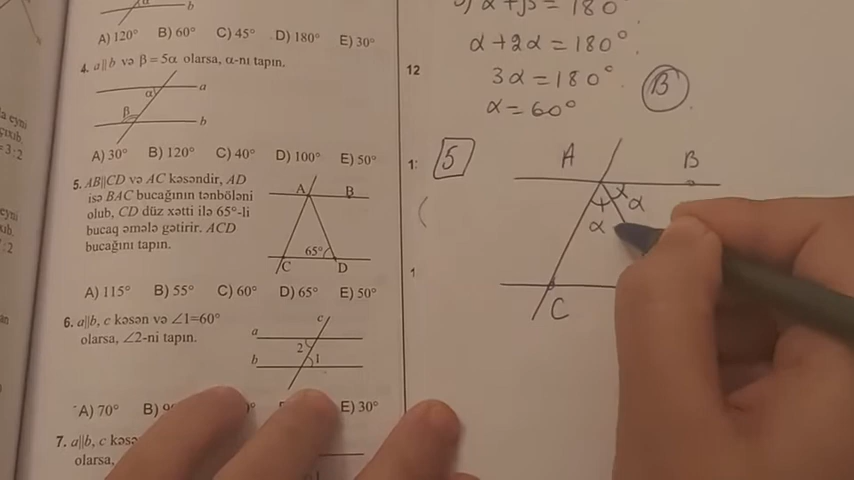 b
A) 120° B) 60° C) 45° D) 180° E) 30°
4. a||b və β = 5α olarsa, α-nı tapın.
a
α
β
b
A) 30° B) 120° C) 40° D) 100° E) 50°
5. AB||CD və AC kəsəndir, AD
isə BAC bucağının tənböləni
olub, CD düz xətti ilə 65°-li
bucaq əmələ gətirir. ACD
bucağını tapın.
A B
65°
C D
A) 115° B) 55° C) 60° D) 65° E) 50°
6. a||b, c kəsən və ∠1=60°
olarsa, ∠2-ni tapın.
c
a
2
b 1
A) 70° B) E) 30°
7. a||b, c
olarsa,
12
α + 2α = 180°
3α = 180°. B
α = 60°
5
A B
α α
C